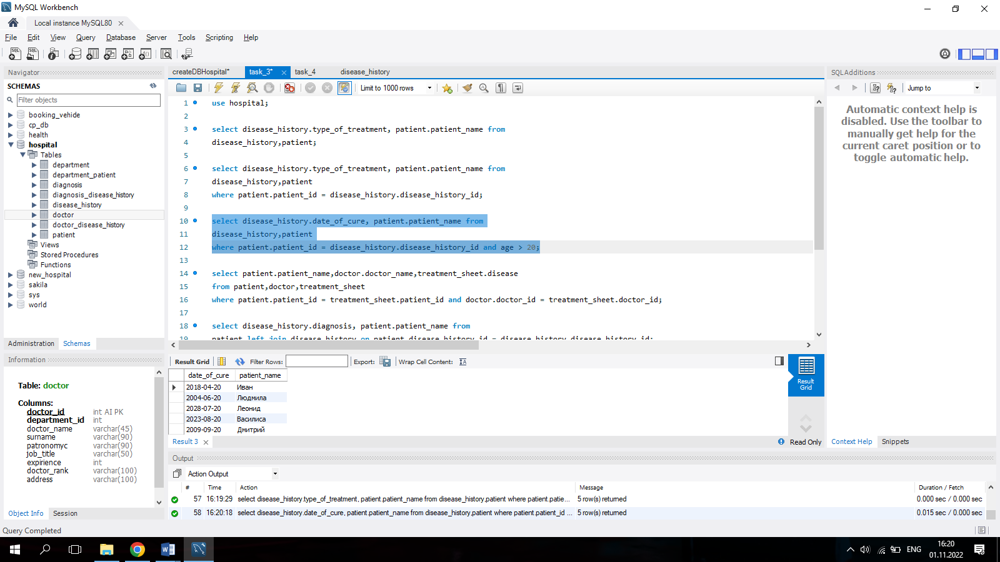 MySQL Workbench
Local instance MySQL80
File Edit View Query Database Server Tools Scripting Help
Navigator
SCHEMAS
Filter objects
booking_vehide
cp_db
health
hospital
Tables
department
department_patient
diagnosis
diagnosis_disease_history
disease_history
doctor
doctor_disease_history
patient
Views
Stored Procedures
Functions
new_hospital
sakila
sys
world
Administration Schemas
Information
Table: doctor
Columns:
doctor_id int AI PK
department_id int
doctor_name varchar(45)
surname varchar(90)
patronomyc varchar(90)
job_title varchar(50)
expirience int
doctor_rank varchar(100)
address varchar(100)
Object Info Session
createDBHospital* task_3* task_4 disease_history
Limit to 1000 rows
1 use hospital;
2
3 select disease_history.type_of_treatment, patient.patient_name from
4 disease_history,patient;
5
6 select disease_history.type_of_treatment, patient.patient_name from
7 disease_history,patient
8 where patient.patient_id = disease_history.disease_history_id;
9
10 select disease_history.date_of_cure, patient.patient_name from
11 disease_history,patient
12 where patient.patient_id = disease_history.disease_history_id and age > 20;
13
14 select patient.patient_name,doctor.doctor_name,treatment_sheet.disease
15 from patient,doctor,treatment_sheet
16 where patient.patient_id = treatment_sheet.patient_id and doctor.doctor_id = treatment_sheet.doctor_id;
17
18 select disease_history.diagnosis, patient.patient_name from
19 patient left join disease_history on patient.disease_history_id = disease_history.disease_history_id;
Result Grid Filter Rows: Export: Wrap Cell Content:
date_of_cure patient_name
2018-04-20 Иван
2004-06-20 Людмила
2028-07-20 Леонид
2023-08-20 Василиса
2009-09-20 Дмитрий
Result Grid
Result 3
Read Only
SQLAdditions
Jump to
Automatic context help is
disabled. Use the toolbar to
manually get help for the
current caret position or to
toggle automatic help.
Context Help Snippets
Output
Action Output
# Time Action Message Duration / Fetch
57 16:19:29 select disease_history.type_of_treatment, patient.patient_name from disease_history,patient where patient.patie... 5 row(s) returned 0.000 sec / 0.000 sec
58 16:20:18 select disease_history.date_of_cure, patient.patient_name from disease_history,patient where patient.patient_id ... 5 row(s) returned 0.015 sec / 0.000 sec
Query Completed
ENG
16:20
01.11.2022